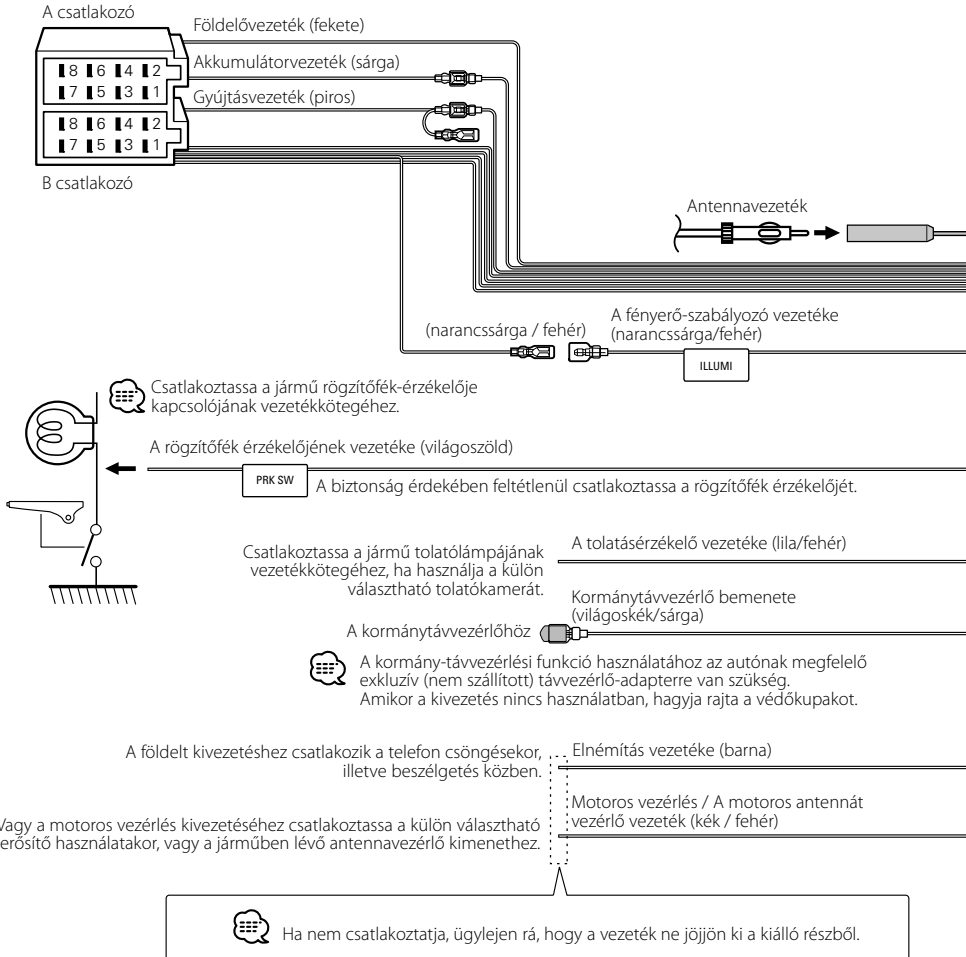 A csatlakozó
Földelővezeték (fekete)
Akkumulátorvezeték (sárga)
8 6 4 2
7 5 3 1
Gyújtásvezeték (piros)
8 6 4 2
7 5 3 1
B csatlakozó
Antennavezeték
(narancssárga / fehér)
A fényerő-szabályozó vezetéke
(narancssárga/fehér)
ILLUMI
Csatlakoztassa a jármű rögzítőfék-érzékelője
kapcsolójának vezetékkötegéhez.
A rögzítőfék érzékelőjének vezetéke (világoszöld)
PRK SW
A biztonság érdekében feltétlenül csatlakoztassa a rögzítőfék érzékelőjét.
Csatlakoztassa a jármű tolatólámpájának
vezetékkötegéhez, ha használja a külön
választható tolatókamerát.
A tolatásérzékelő vezetéke (lila/fehér)
Kormánytávvezérlő bemenete
(világoskék/sárga)
A kormánytávvezérlőhöz
A kormány-távvezérlési funkció használatához az autónak megfelelő
exkluzív (nem szállított) távvezérlő-adapterre van szükség.
Amikor a kivezetés nincs használatban, hagyja rajta a védőkupakot.
A földelt kivezetéshez csatlakozik a telefon csöngésekor,
illetve beszélgetés közben.
Elnémítás vezetéke (barna)
Motoros vezérlés / A motoros antennát
vezérlő vezeték (kék / fehér)
Vagy a motoros vezérlés kivezetéséhez csatlakoztassa a külön választható
erősítő használatakor, vagy a járműben lévő antennavezérlő kimenethez.
Ha nem csatlakoztatja, ügylejen rá, hogy a vezeték ne jöjjön ki a kiálló részből.